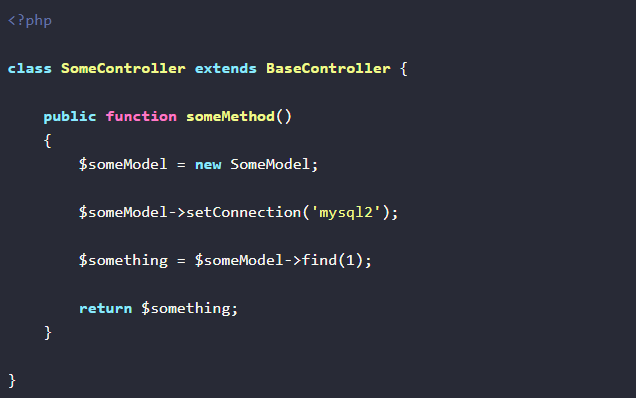 <?php
class SomeController extends BaseController {
    public function someMethod()
    {
        $someModel = new SomeModel;
        $someModel->setConnection('mysql2');
        $something = $someModel->find(1);
        return $something;
    }
}